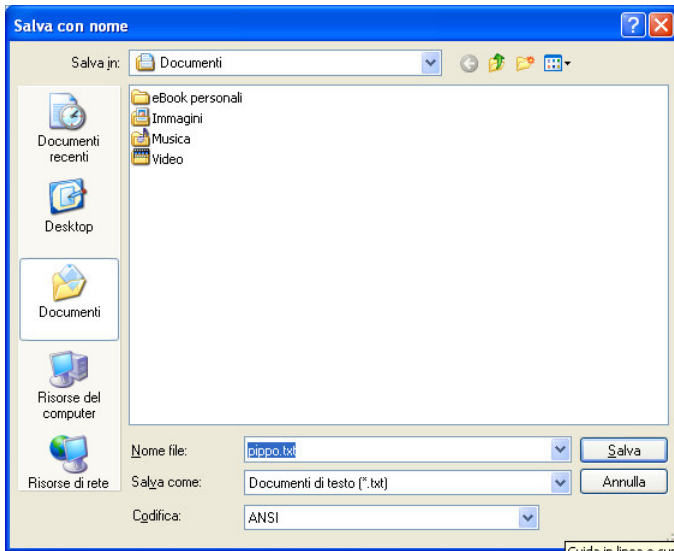 Salva con nome
Salva in:
Documenti
eBook personali
Immagini
Musica
Video
Documenti
recenti
Desktop
Documenti
Risorse del
computer
Risorse di rete
Nome file:
pippo.txt
Salva
Salva come:
Documenti di testo (*.txt)
Annulla
Codifica:
ANSI